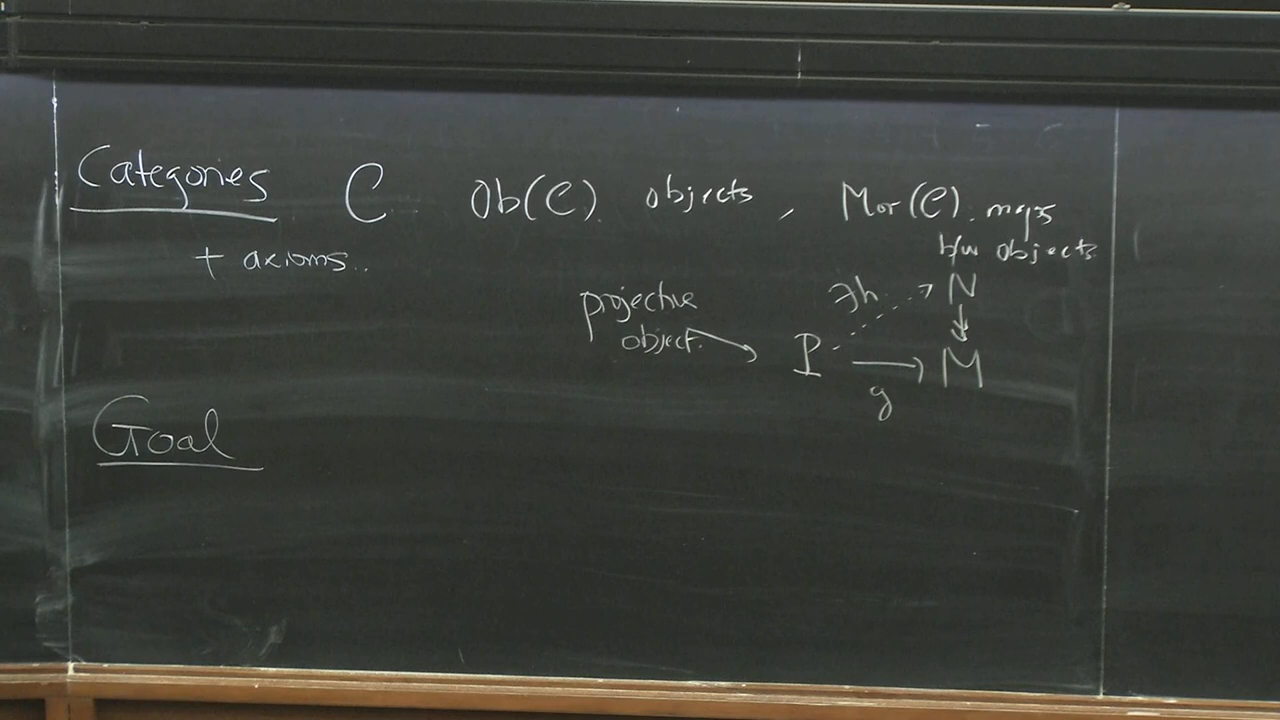 Categories C Ob(C). objects, Mor(C). maps
+ axioms.. b/w objects.
projective ∃h N
object. P M
g
Goal